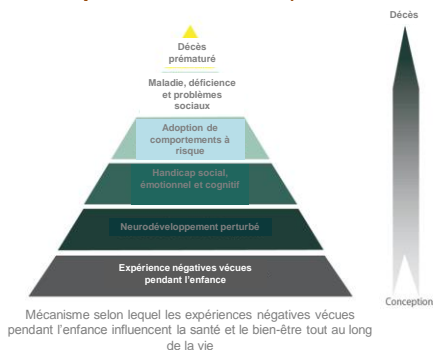 Décès
Décès
prématuré
Maladie, déficience
et problèmes
sociaux
Adoption de
comportements à
risque
Handicap social,
émotionnel et cognitif
Neurodéveloppement perturbé
Expérience négatives vécues
pendant l'enfance
Conception
Mécanisme selon lequel les expériences négatives vécues
pendant l'enfance influencent la santé et le bien-être tout au long
de la vie